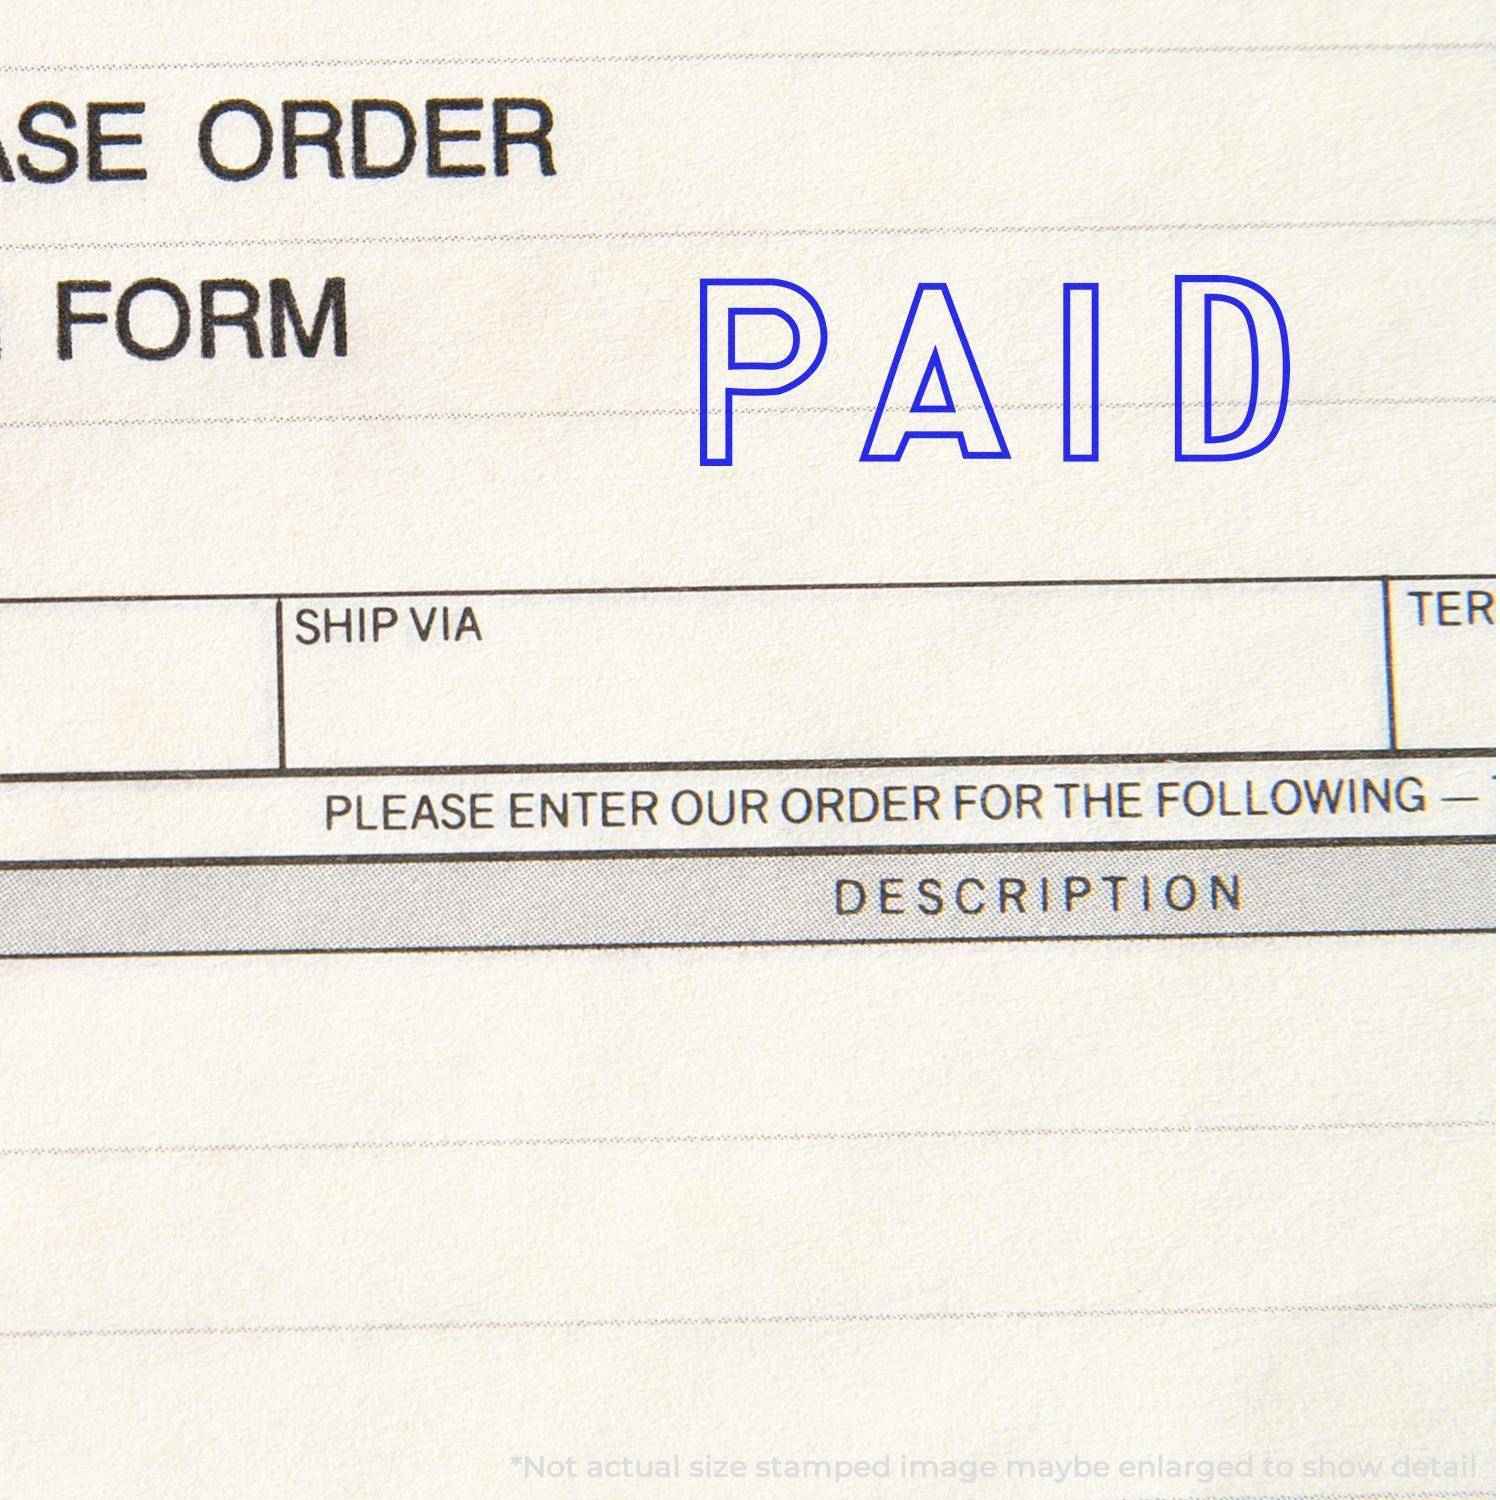 ASE ORDER
FORM
PAID
SHIP VIA
TER
PLEASE ENTER OUR ORDER FOR THE FOLLOWING —
DESCRIPTION
*Not actual size stamped image maybe enlarged to show detail